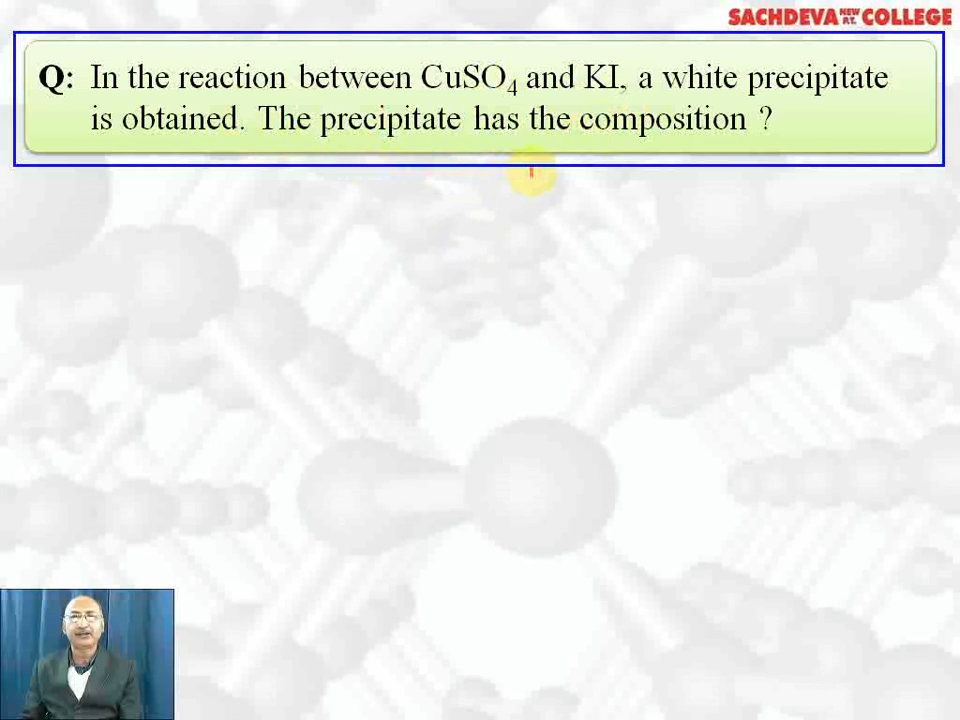 SACHDEVA NEW P.T. COLLEGE
Q: In the reaction between CuSO₄ and KI, a white precipitate
is obtained. The precipitate has the composition ?